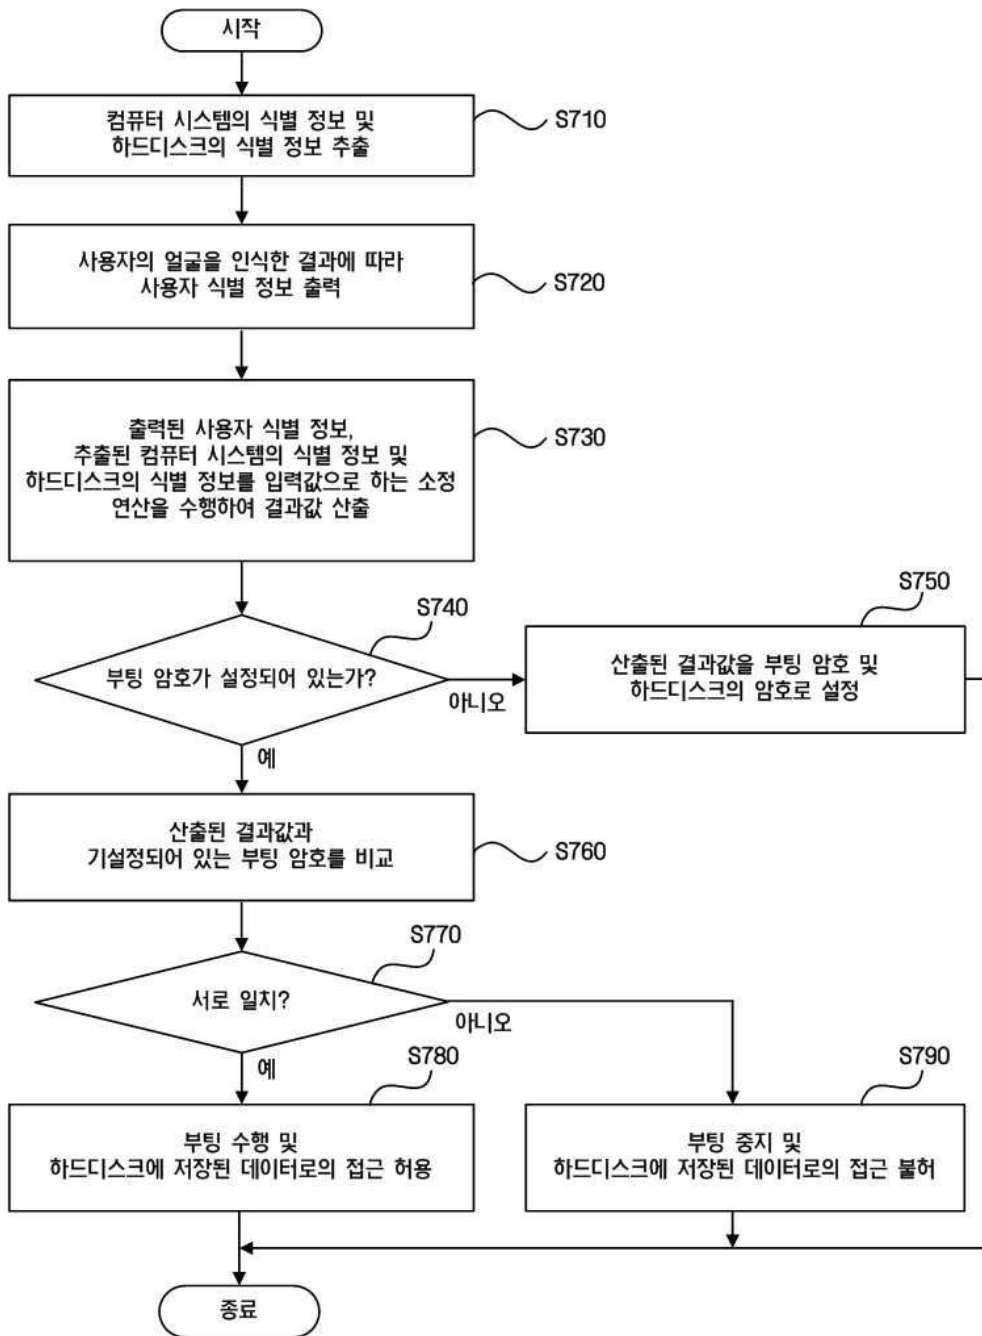 시작
컴퓨터 시스템의 식별 정보 및
하드디스크의 식별 정보 추출
S710
사용자의 얼굴을 인식한 결과에 따라
사용자 식별 정보 출력
S720
출력된 사용자 식별 정보,
추출된 컴퓨터 시스템의 식별 정보 및
하드디스크의 식별 정보를 입력값으로 하는 소정
연산을 수행하여 결과값 산출
S730
S740
부팅 암호가 설정되어 있는가?
아니오
예
S750
산출된 결과값을 부팅 암호 및
하드디스크의 암호로 설정
산출된 결과값과
기설정되어 있는 부팅 암호를 비교
S760
S770
서로 일치?
아니오
예
S780
부팅 수행 및
하드디스크에 저장된 데이터로의 접근 허용
S790
부팅 중지 및
하드디스크에 저장된 데이터로의 접근 불허
종료